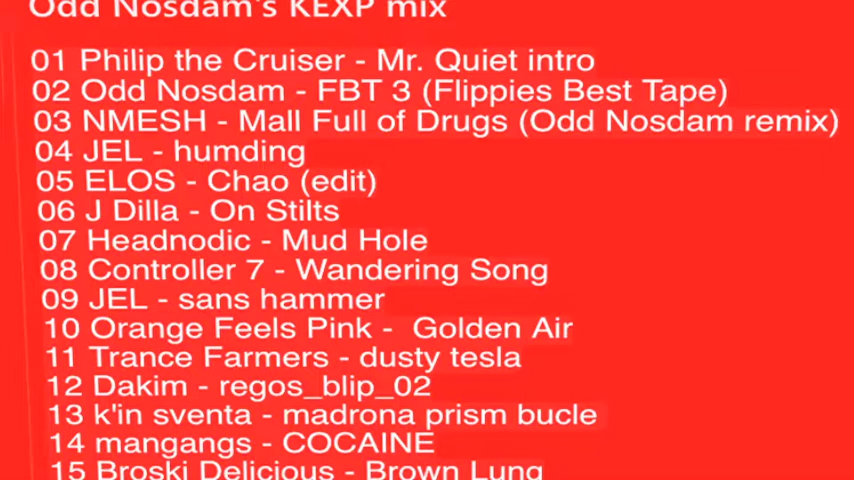 Odd Nosdam's KEXP mix
01 Philip the Cruiser - Mr. Quiet intro
02 Odd Nosdam - FBT 3 (Flippies Best Tape)
03 NMESH - Mall Full of Drugs (Odd Nosdam remix)
04 JEL - humding
05 ELOS - Chao (edit)
06 J Dilla - On Stilts
07 Headnodic - Mud Hole
08 Controller 7 - Wandering Song
09 JEL - sans hammer
10 Orange Feels Pink -  Golden Air
11 Trance Farmers - dusty tesla
12 Dakim - regos_blip_02
13 k'in sventa - madrona prism bucle
14 mangangs - COCAINE
15 Broski Delicious - Brown Lung